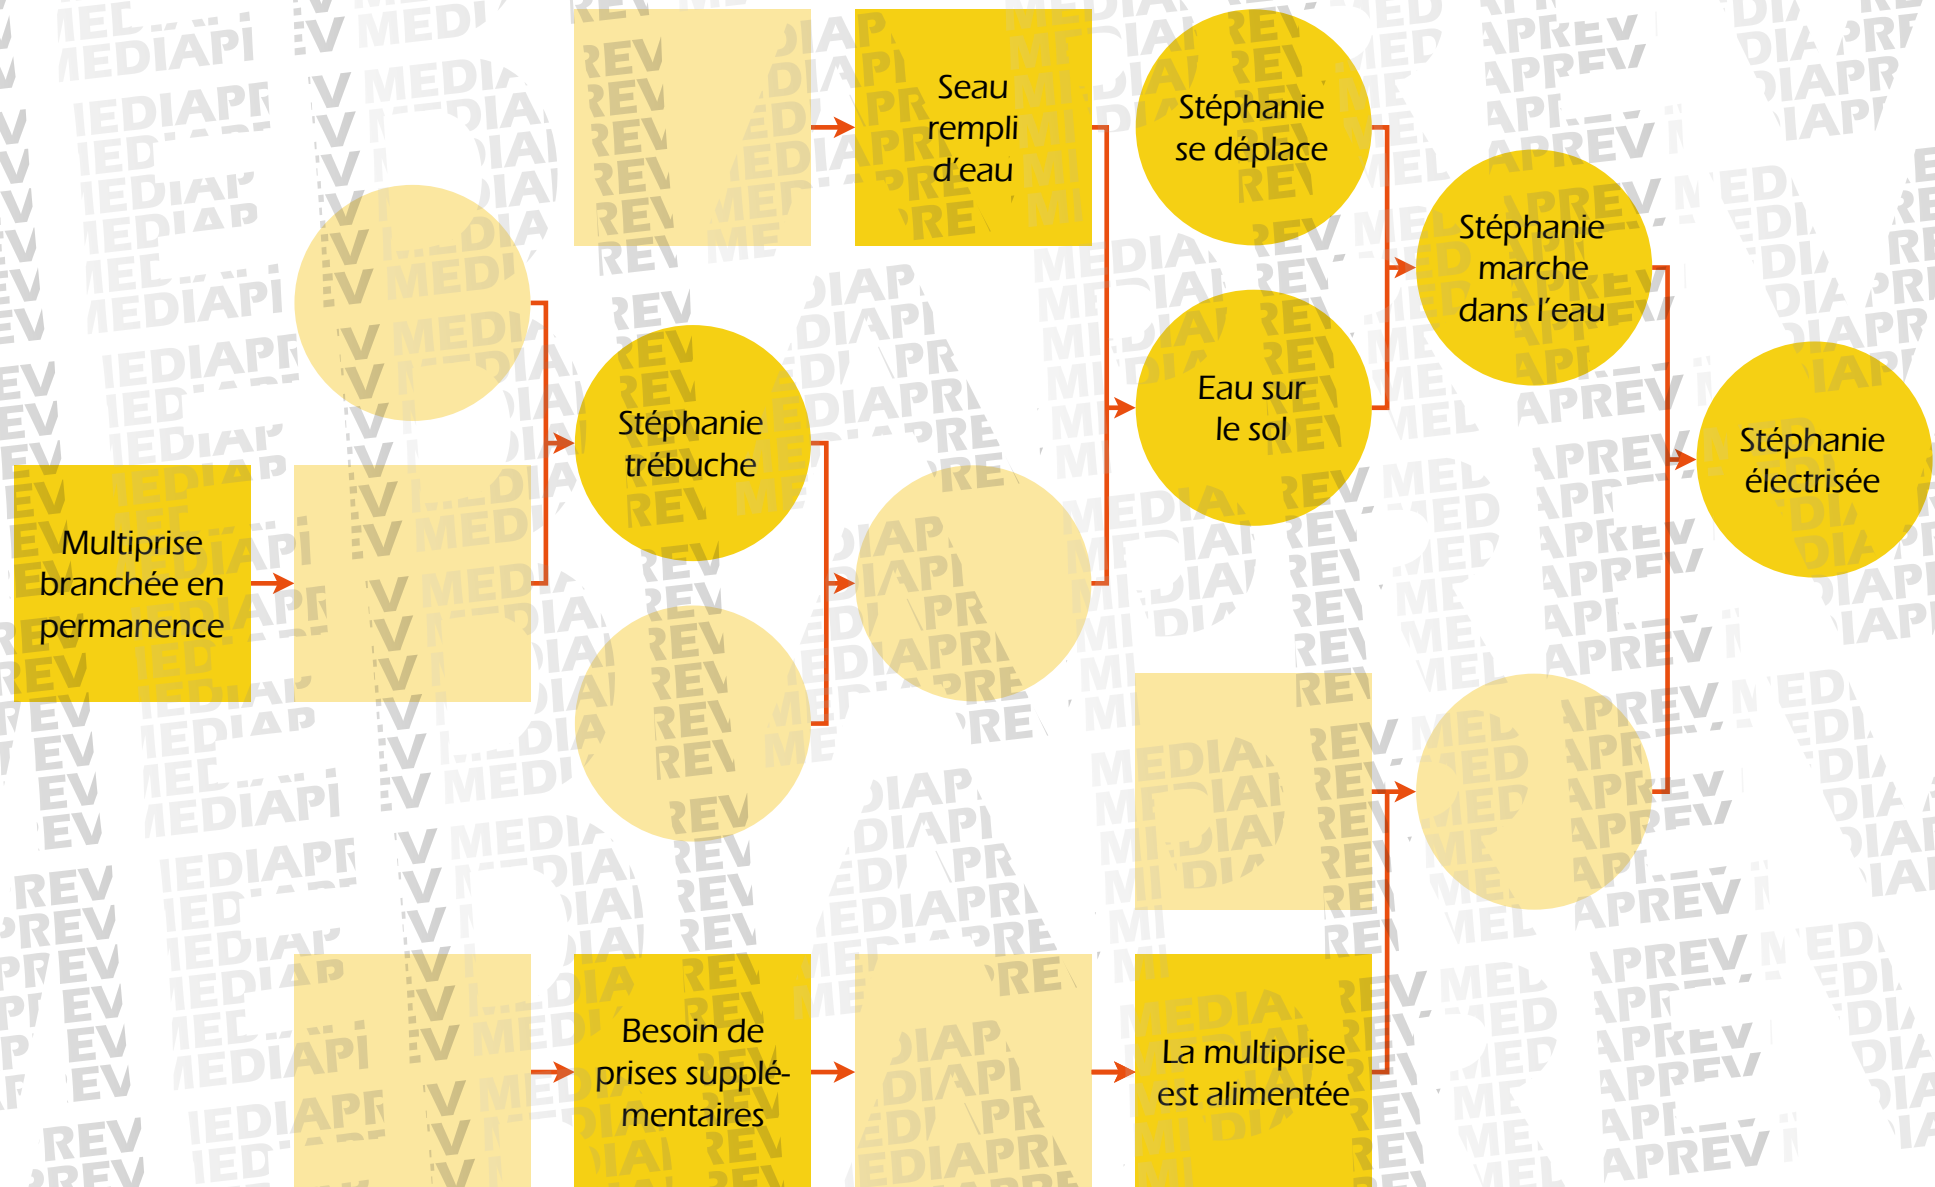 Seau
rempli
d'eau
Stéphanie
se déplace
Stéphanie
marche
dans l'eau
Stéphanie
trébuche
Eau sur
le sol
Stéphanie
électrisée
Multiprise
branchée en
permanence
Besoin de
prises supplé-
mentaires
La multiprise
est alimentée